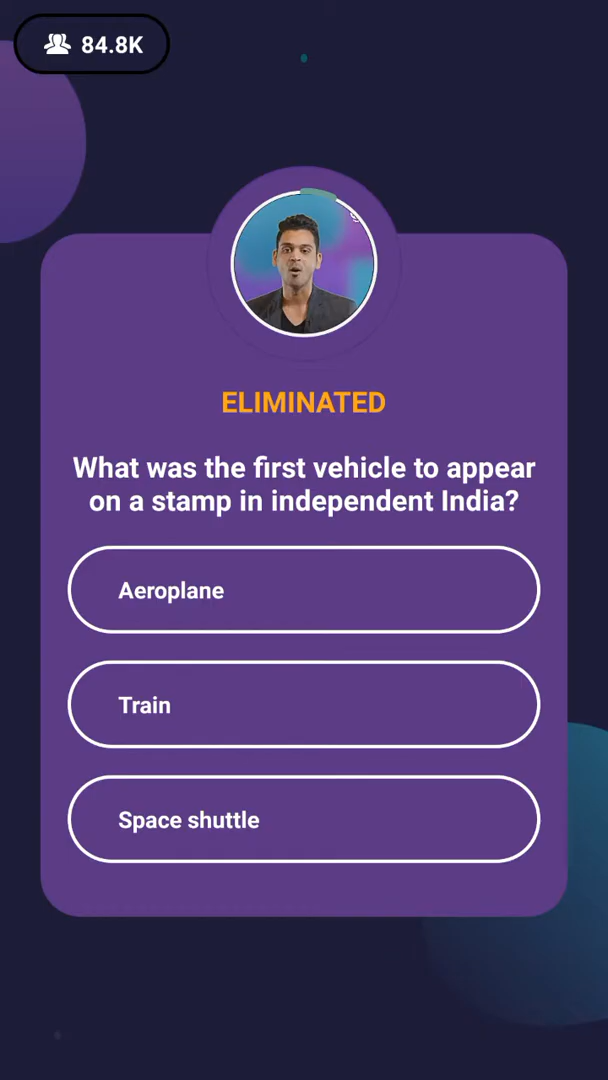 84.8K
ELIMINATED
What was the first vehicle to appear
on a stamp in independent India?
Aeroplane
Train
Space shuttle